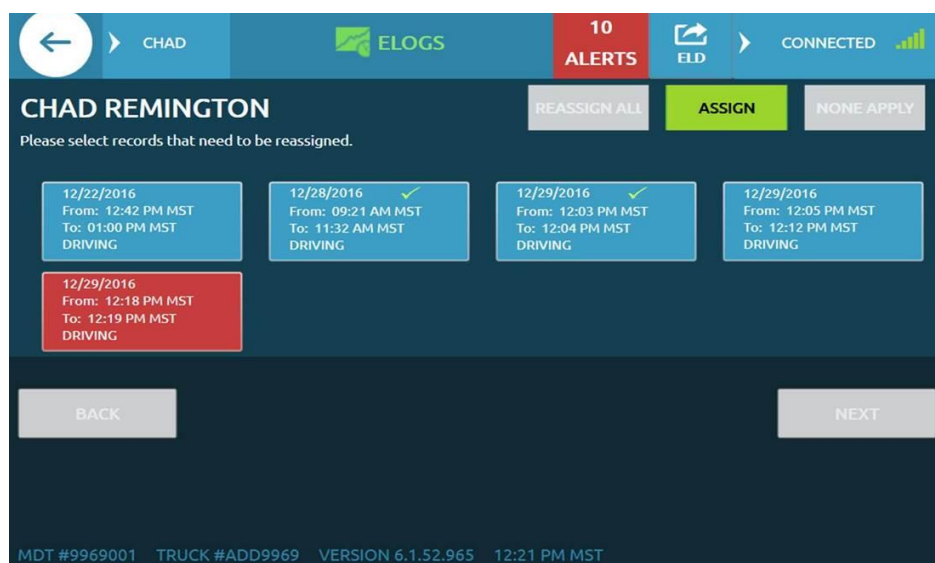 CHAD
ELOGS
10
ALERTS
ELD
CONNECTED
CHAD REMINGTON
REASSIGN ALL
ASSIGN
NONE APPLY
Please select records that need to be reassigned.
12/22/2016
From: 12:42 PM MST
To: 01:00 PM MST
DRIVING
12/28/2016
From: 09:21 AM MST
To: 11:32 AM MST
DRIVING
12/29/2016
From: 12:03 PM MST
To: 12:04 PM MST
DRIVING
12/29/2016
From: 12:05 PM MST
To: 12:12 PM MST
DRIVING
12/29/2016
From: 12:18 PM MST
To: 12:19 PM MST
DRIVING
BACK
NEXT
MDT #9969001 TRUCK #ADD9969 VERSION 6.1.52.965 12:21 PM MST